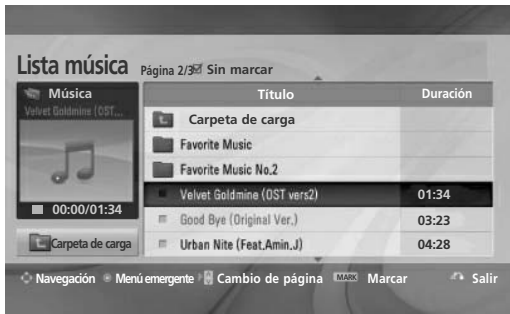 Lista música Página 2/3 Sin marcar
Música
Velvet Goldmine (OST...
00:00/01:34
Carpeta de carga
Título Duración
Carpeta de carga
Favorite Music
Favorite Music No.2
Velvet Goldmine (OST vers2) 01:34
Good Bye (Original Ver.) 03:23
Urban Nite (Feat.Amin.J) 04:28
Navegación Menú emergente Cambio de página MARK Marcar Salir